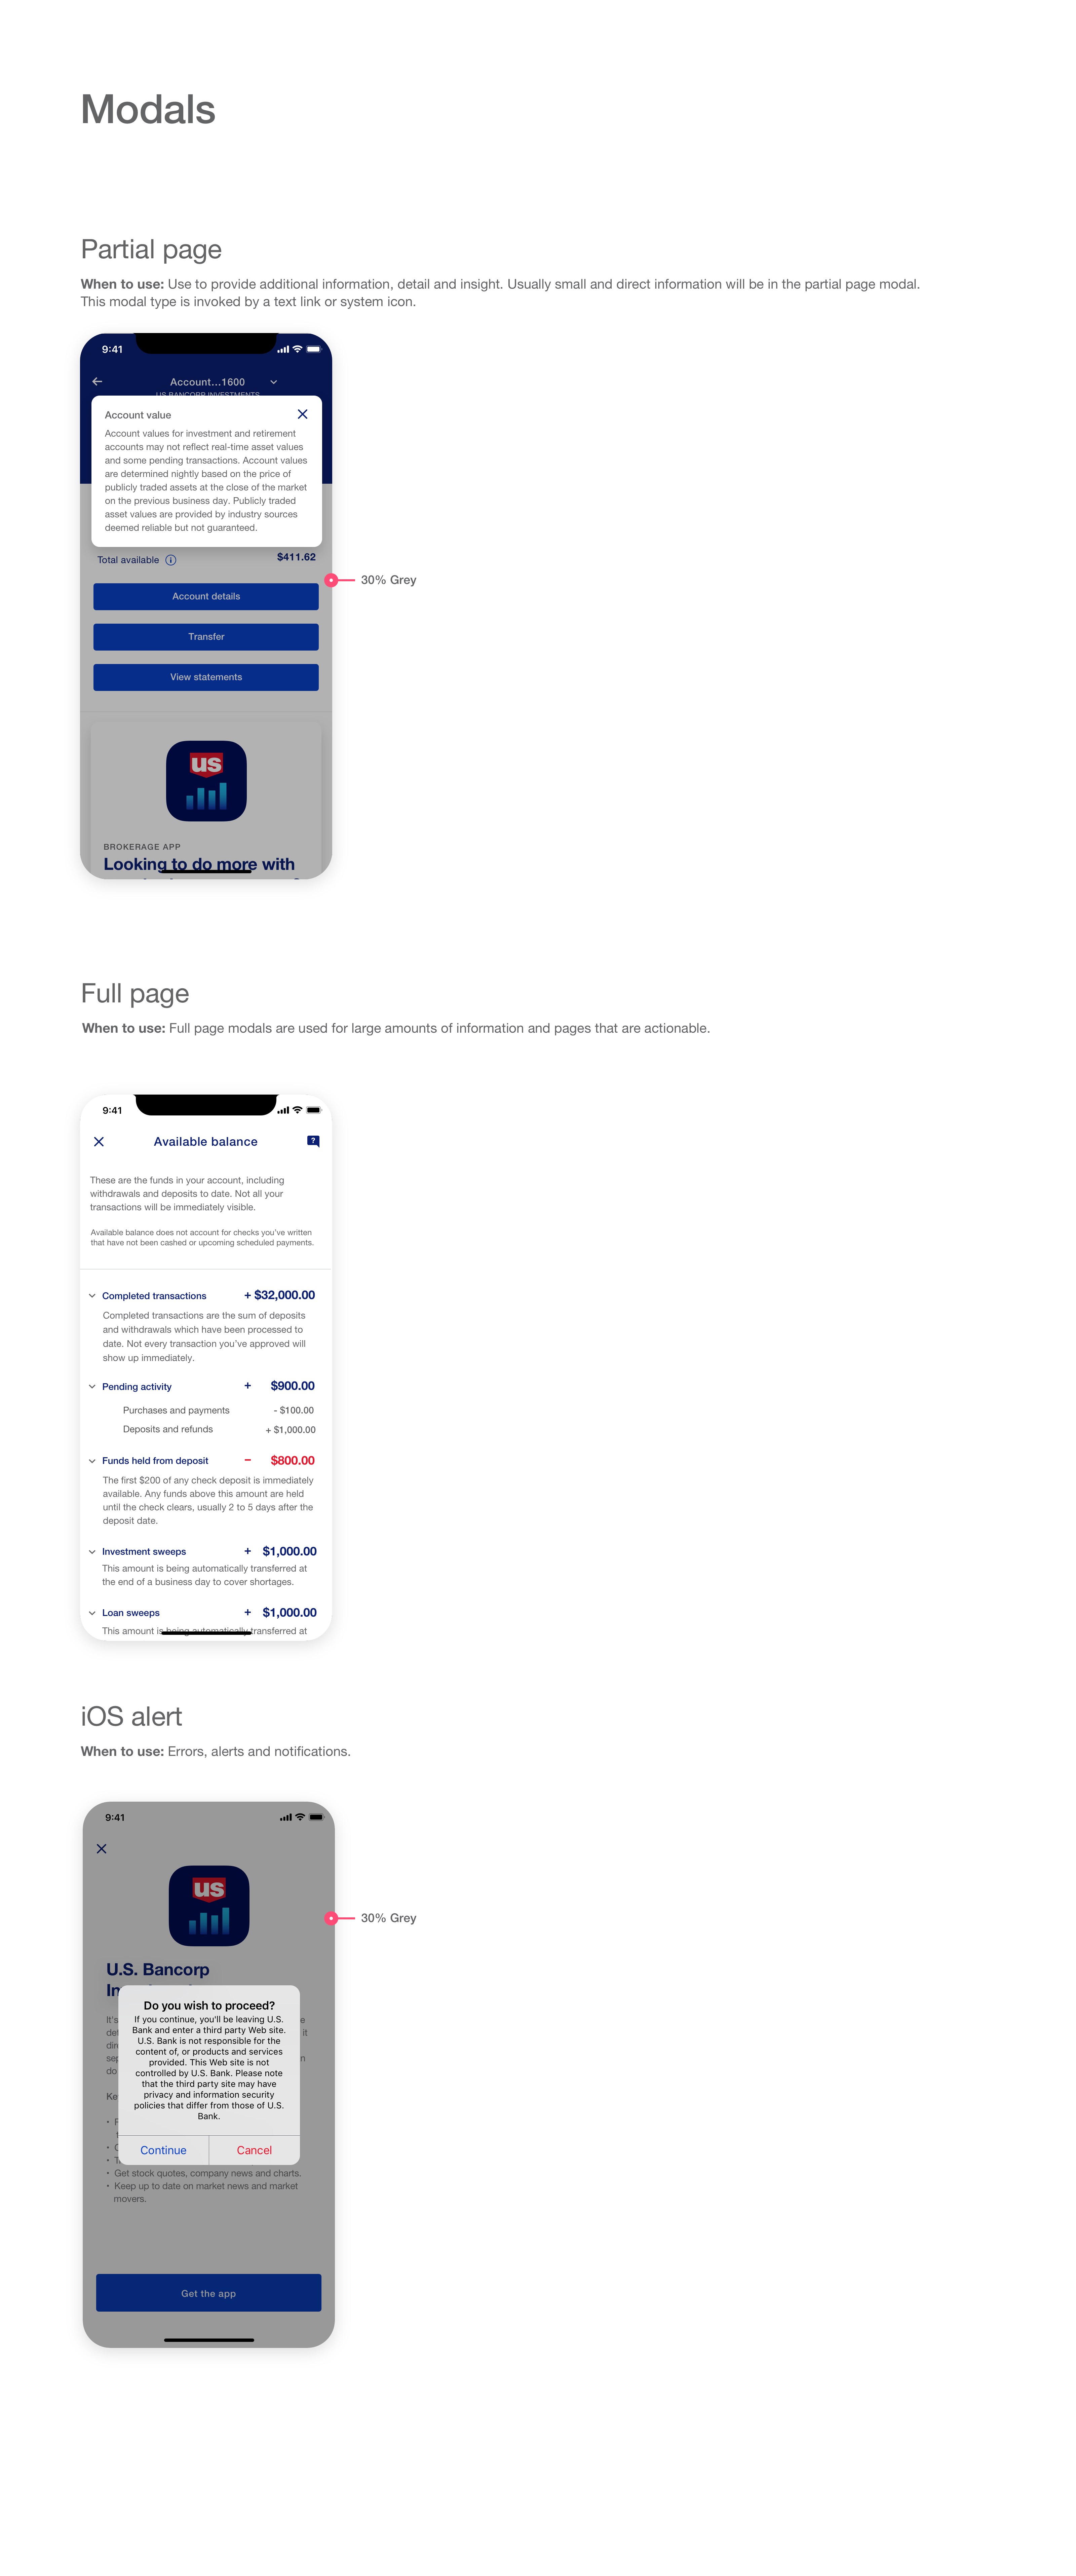 Modals
Partial page
When to use: Use to provide additional information, detail and insight. Usually small and direct information will be in the partial page modal.
This modal type is invoked by a text link or system icon.
9:41
Account...1600
US BANCORP INVESTMENTS
Account value
Account values for investment and retirement
accounts may not reflect real-time asset values
and some pending transactions. Account values
are determined nightly based on the price of
publicly traded assets at the close of the market
on the previous business day. Publicly traded
asset values are provided by industry sources
deemed reliable but not guaranteed.
Total available $411.62
30% Grey
Account details
Transfer
View statements
us
BROKERAGE APP
Looking to do more with
Full page
When to use: Full page modals are used for large amounts of information and pages that are actionable.
9:41
Available balance
?
These are the funds in your account, including
withdrawals and deposits to date. Not all your
transactions will be immediately visible.
Available balance does not account for checks you've written
that have not been cashed or upcoming scheduled payments.
Completed transactions + $32,000.00
Completed transactions are the sum of deposits
and withdrawals which have been processed to
date. Not every transaction you've approved will
show up immediately.
Pending activity + $900.00
Purchases and payments - $100.00
Deposits and refunds + $1,000.00
Funds held from deposit – $800.00
The first $200 of any check deposit is immediately
available. Any funds above this amount are held
until the check clears, usually 2 to 5 days after the
deposit date.
Investment sweeps + $1,000.00
This amount is being automatically transferred at
the end of a business day to cover shortages.
Loan sweeps + $1,000.00
This amount is being automatically transferred at
iOS alert
When to use: Errors, alerts and notifications.
9:41
us
30% Grey
U.S. Bancorp
Do you wish to proceed?
If you continue, you'll be leaving U.S.
Bank and enter a third party Web site.
U.S. Bank is not responsible for the
content of, or products and services
provided. This Web site is not
controlled by U.S. Bank. Please note
that the third party site may have
privacy and information security
policies that differ from those of U.S.
Bank.
Continue Cancel
• Get stock quotes, company news and charts.
• Keep up to date on market news and market
movers.
Get the app